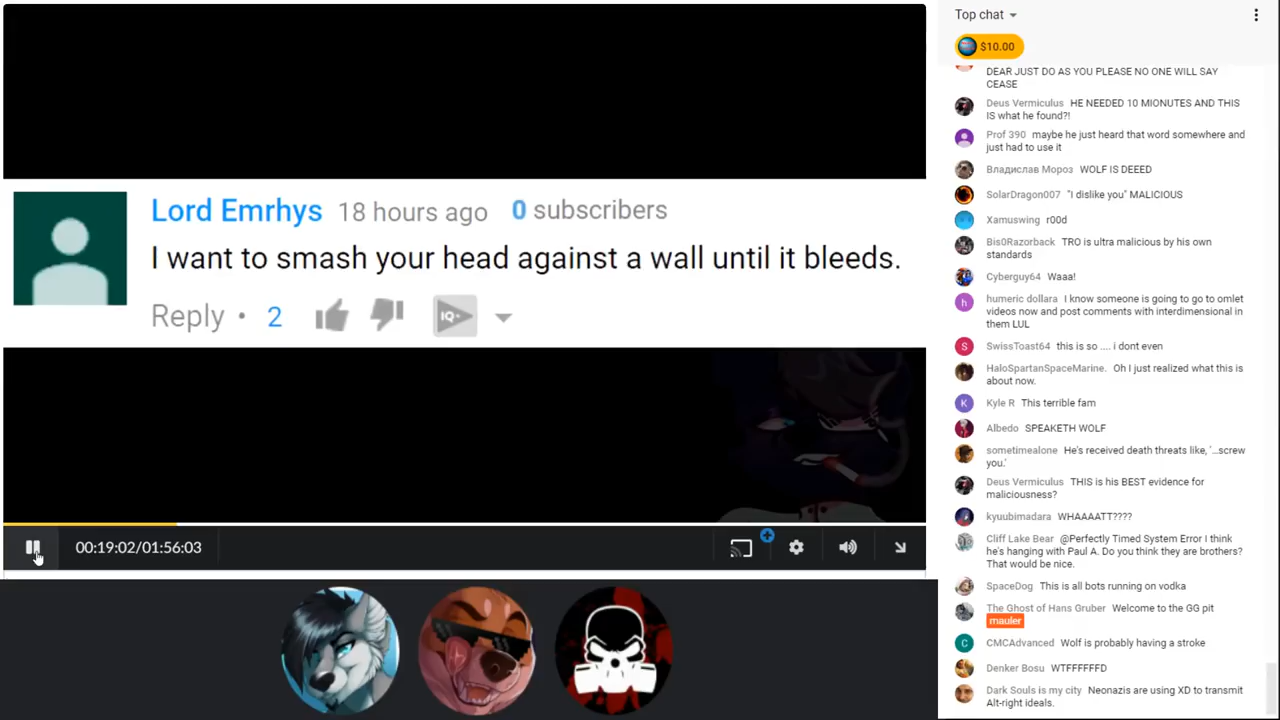 Lord Emrhys 18 hours ago 0 subscribers
I want to smash your head against a wall until it bleeds.
Reply • 2 IQ+
00:19:02/01:56:03
Top chat
$10.00
DEAR JUST DO AS YOU PLEASE NO ONE WILL SAY
CEASE
Deus Vermiculus HE NEEDED 10 MIONUTES AND THIS
IS what he found?!
Prof 390 maybe he just heard that word somewhere and
just had to use it
Владислав Мороз WOLF IS DEEED
SolarDragon007 "I dislike you" MALICIOUS
Xamuswing r00d
Bis0Razorback TRO is ultra malicious by his own
standards
Cyberguy64 Waaa!
humeric dollara I know someone is going to go to omlet
videos now and post comments with interdimensional in
them LUL
SwissToast64 this is so .... i dont even
HaloSpartanSpaceMarine. Oh I just realized what this is
about now.
Kyle R This terrible fam
Albedo SPEAKETH WOLF
sometimealone He's received death threats like, '...screw
you.'
Deus Vermiculus THIS is his BEST evidence for
maliciousness?
kyuubimadara WHAAAATT????
Cliff Lake Bear @Perfectly Timed System Error I think
he's hanging with Paul A. Do you think they are brothers?
That would be nice.
SpaceDog This is all bots running on vodka
The Ghost of Hans Gruber Welcome to the GG pit
mauler
CMCAdvanced Wolf is probably having a stroke
Denker Bosu WTFFFFFFD
Dark Souls is my city Neonazis are using XD to transmit
Alt-right ideals.